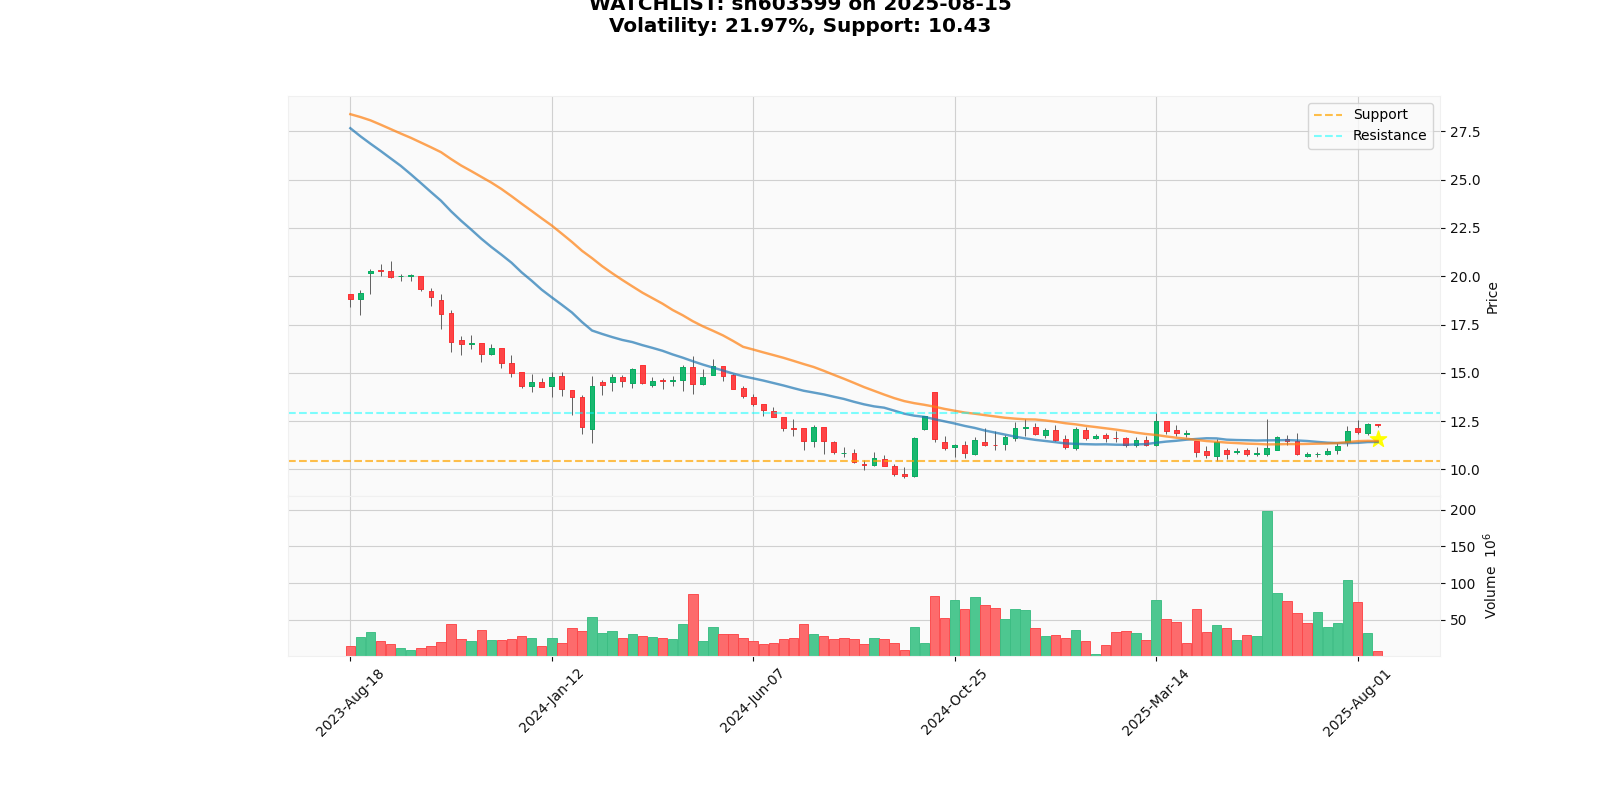 WATCHLIST: sh603599 on 2025-08-15
Volatility: 21.97%, Support: 10.43
Support
Resistance
27.5
25.0
22.5
20.0
17.5
15.0
12.5
10.0
Price
200
150
100
50
Volume 10^6
2023-Aug-18
2024-Jan-12
2024-Jun-07
2024-Oct-25
2025-Mar-14
2025-Aug-01